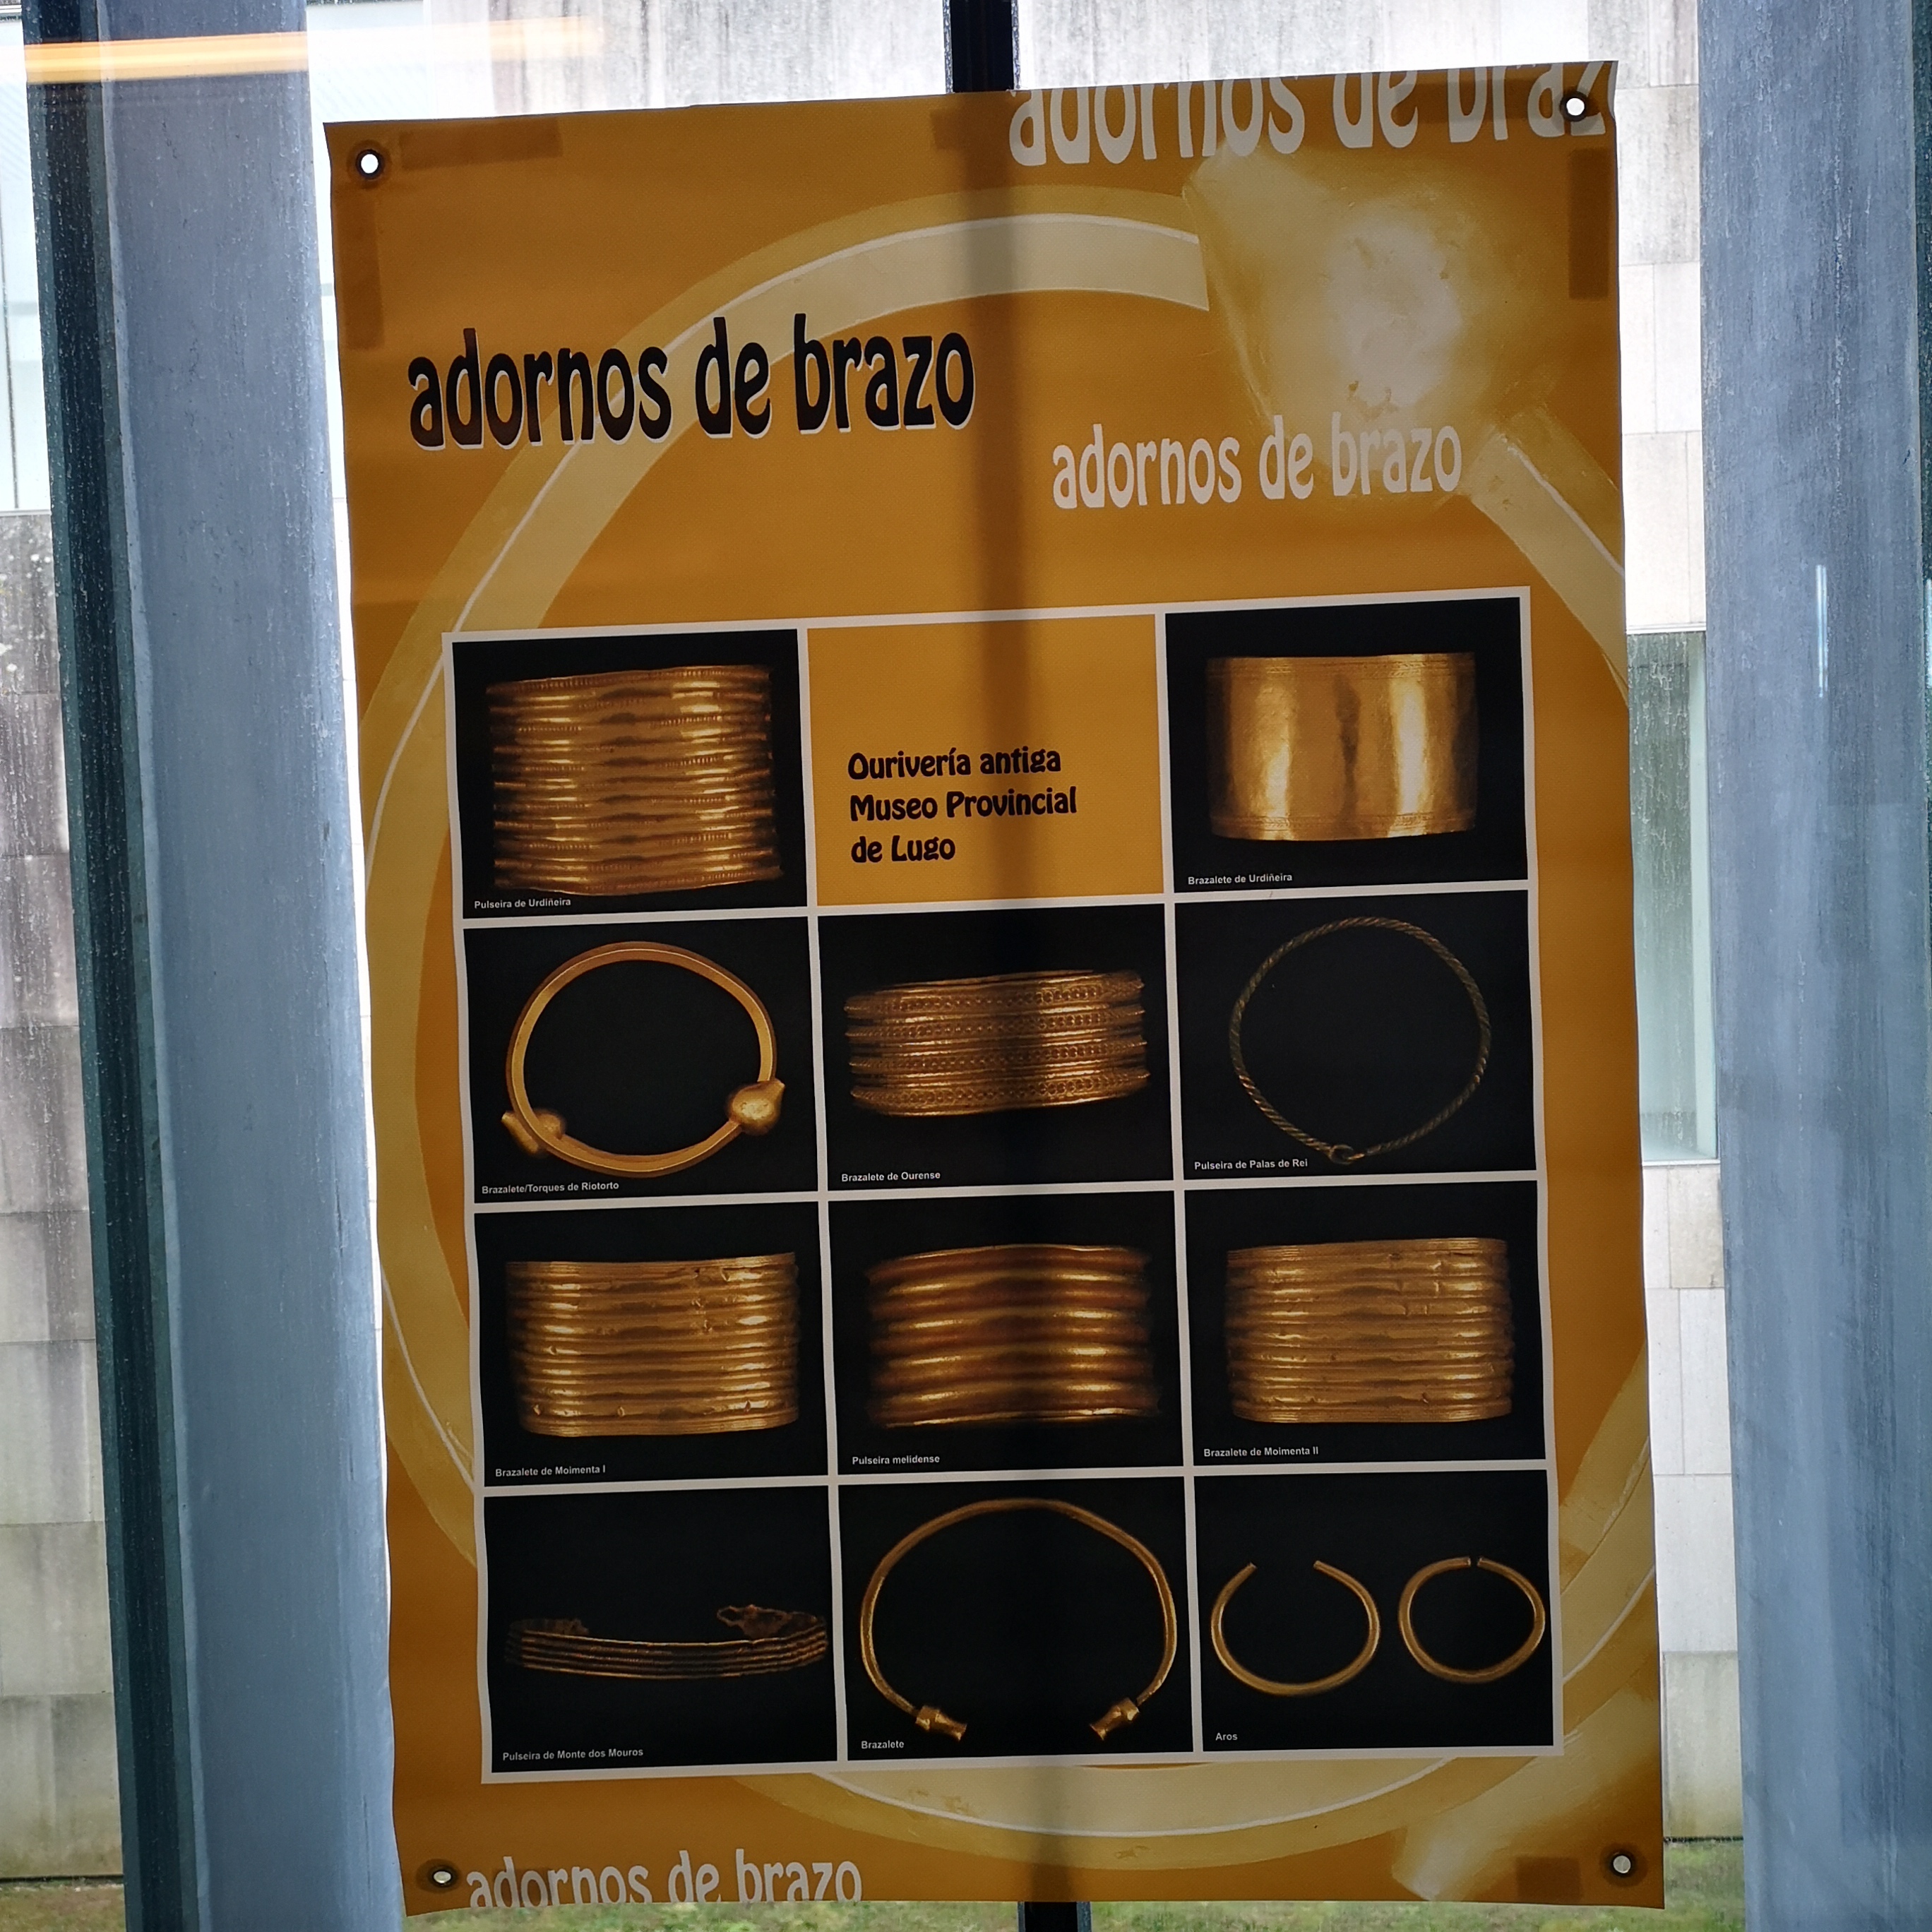 adornos de braz
adornos de brazo
adornos de brazo
Ourivería antiga
Museo Provincial
de Lugo
Pulseira de Urdiñeira
Brazalete de Urdiñeira
Brazalete/Torques de Riotorto
Brazalete de Ourense
Pulseira de Palas de Rei
Brazalete de Moimenta I
Pulseira melidense
Brazalete de Moimenta II
Pulseira de Monte dos Mouros
Brazalete
Aros
adornos de brazo